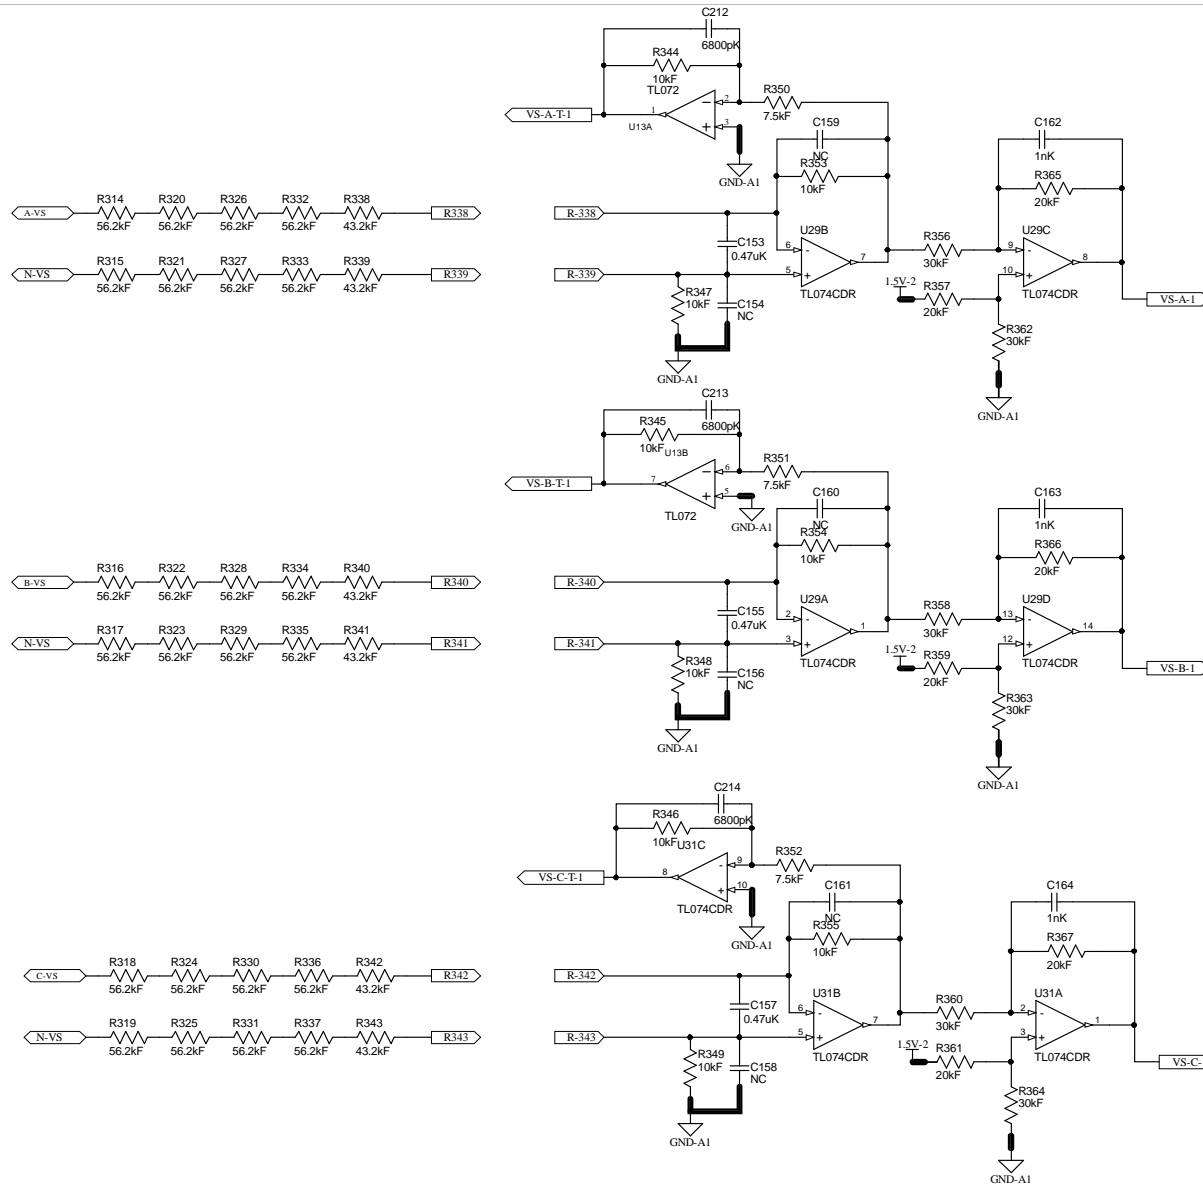 C212
6800pK
R344
10kF
TL072
VS-A-T-1
1
2
3
U13A
R350
7.5kF
GND-A1
C159
NC
R353
10kF
C162
1nK
R365
20kF
A-VS
R314
56.2kF
R320
56.2kF
R326
56.2kF
R332
56.2kF
R338
43.2kF
R338
R-338
C153
0.47uK
U29B
6
5
7
TL074CDR
R356
30kF
U29C
9
10
8
TL074CDR
N-VS
R315
56.2kF
R321
56.2kF
R327
56.2kF
R333
56.2kF
R339
43.2kF
R339
R-339
R347
10kF
C154
NC
GND-A1
1.5V-2
R357
20kF
R362
30kF
GND-A1
VS-A-1
C213
6800pK
R345
10kF
U13B
VS-B-T-1
7
6
5
TL072
R351
7.5kF
GND-A1
C160
NC
R354
10kF
C163
1nK
R366
20kF
B-VS
R316
56.2kF
R322
56.2kF
R328
56.2kF
R334
56.2kF
R340
43.2kF
R340
R-340
C155
0.47uK
U29A
2
3
1
TL074CDR
R358
30kF
U29D
13
12
14
TL074CDR
N-VS
R317
56.2kF
R323
56.2kF
R329
56.2kF
R335
56.2kF
R341
43.2kF
R341
R-341
R348
10kF
C156
NC
GND-A1
1.5V-2
R359
20kF
R363
30kF
GND-A1
VS-B-1
C214
6800pK
R346
10kF
U31C
VS-C-T-1
8
9
10
TL074CDR
R352
7.5kF
GND-A1
C161
NC
R355
10kF
C164
1nK
R367
20kF
C-VS
R318
56.2kF
R324
56.2kF
R330
56.2kF
R336
56.2kF
R342
43.2kF
R342
R-342
C157
0.47uK
U31B
6
5
7
TL074CDR
R360
30kF
U31A
2
3
1
TL074CDR
N-VS
R319
56.2kF
R325
56.2kF
R331
56.2kF
R337
56.2kF
R343
43.2kF
R343
R-343
R349
10kF
C158
NC
GND-A1
1.5V-2
R361
20kF
R364
30kF
GND-A1
VS-C-